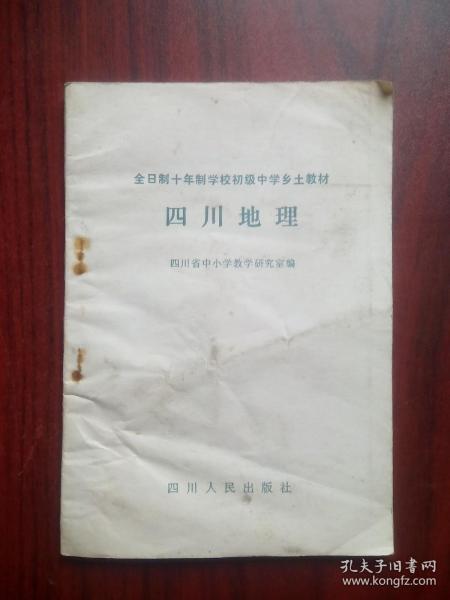 全日制十年制学校初级中学乡土教材
四川地理
四川省中小学教学研究室编
四川人民出版社
孔夫子旧书网
www.kongfz.com